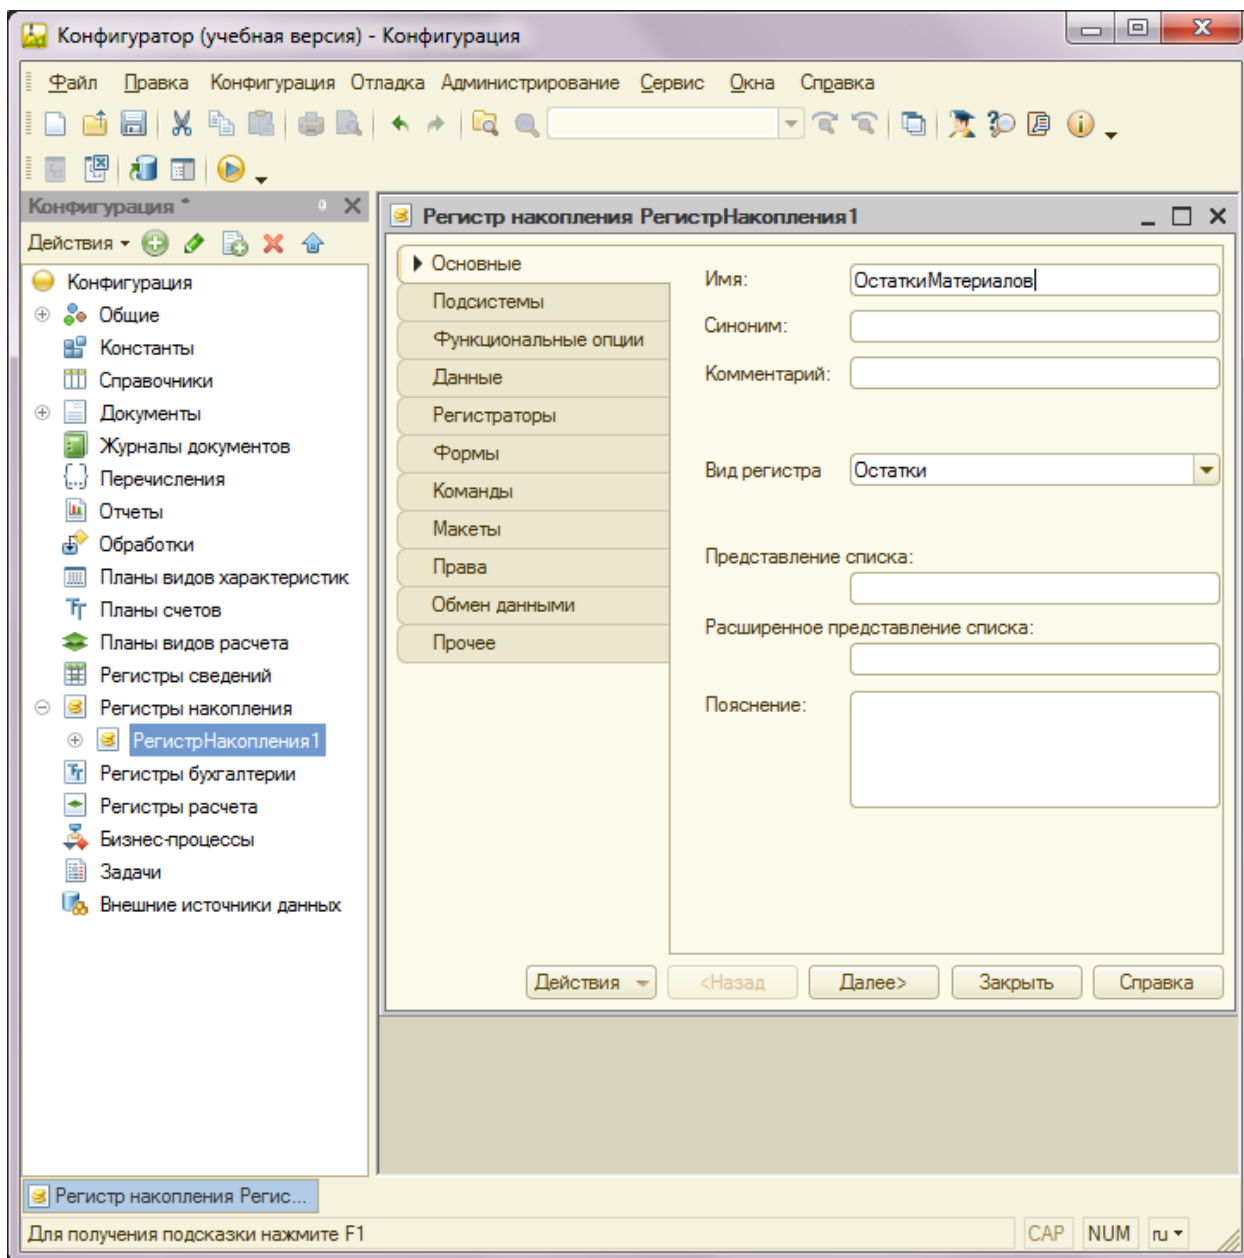 Конфигуратор (учебная версия) - Конфигурация
Файл Правка Конфигурация Отладка Администрирование Сервис Окна Справка
Конфигурация *
Действия
Конфигурация
Общие
Константы
Справочники
Документы
Журналы документов
Перечисления
Отчеты
Обработки
Планы видов характеристик
Планы счетов
Планы видов расчета
Регистры сведений
Регистры накопления
РегистрНакопления1
Регистры бухгалтерии
Регистры расчета
Бизнес-процессы
Задачи
Внешние источники данных
Регистр накопления РегистрНакопления1
Основные
Подсистемы
Функциональные опции
Данные
Регистраторы
Формы
Команды
Макеты
Права
Обмен данными
Прочее
Имя: ОстаткиМатериалов
Синоним:
Комментарий:
Вид регистра Остатки
Представление списка:
Расширенное представление списка:
Пояснение:
Действия <Назад Далее> Закрыть Справка
Регистр накопления Регис...
Для получения подсказки нажмите F1 CAP NUM ru